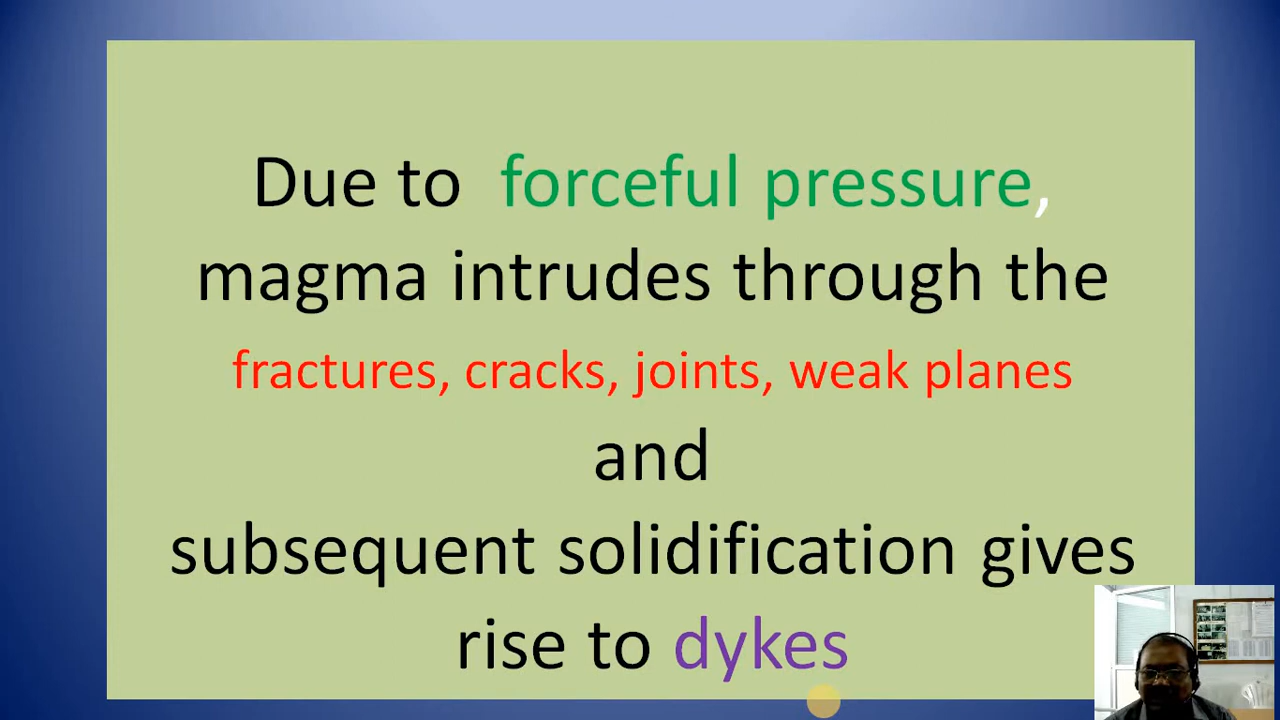 Due to forceful pressure,
magma intrudes through the
fractures, cracks, joints, weak planes
and
subsequent solidification gives
rise to dykes